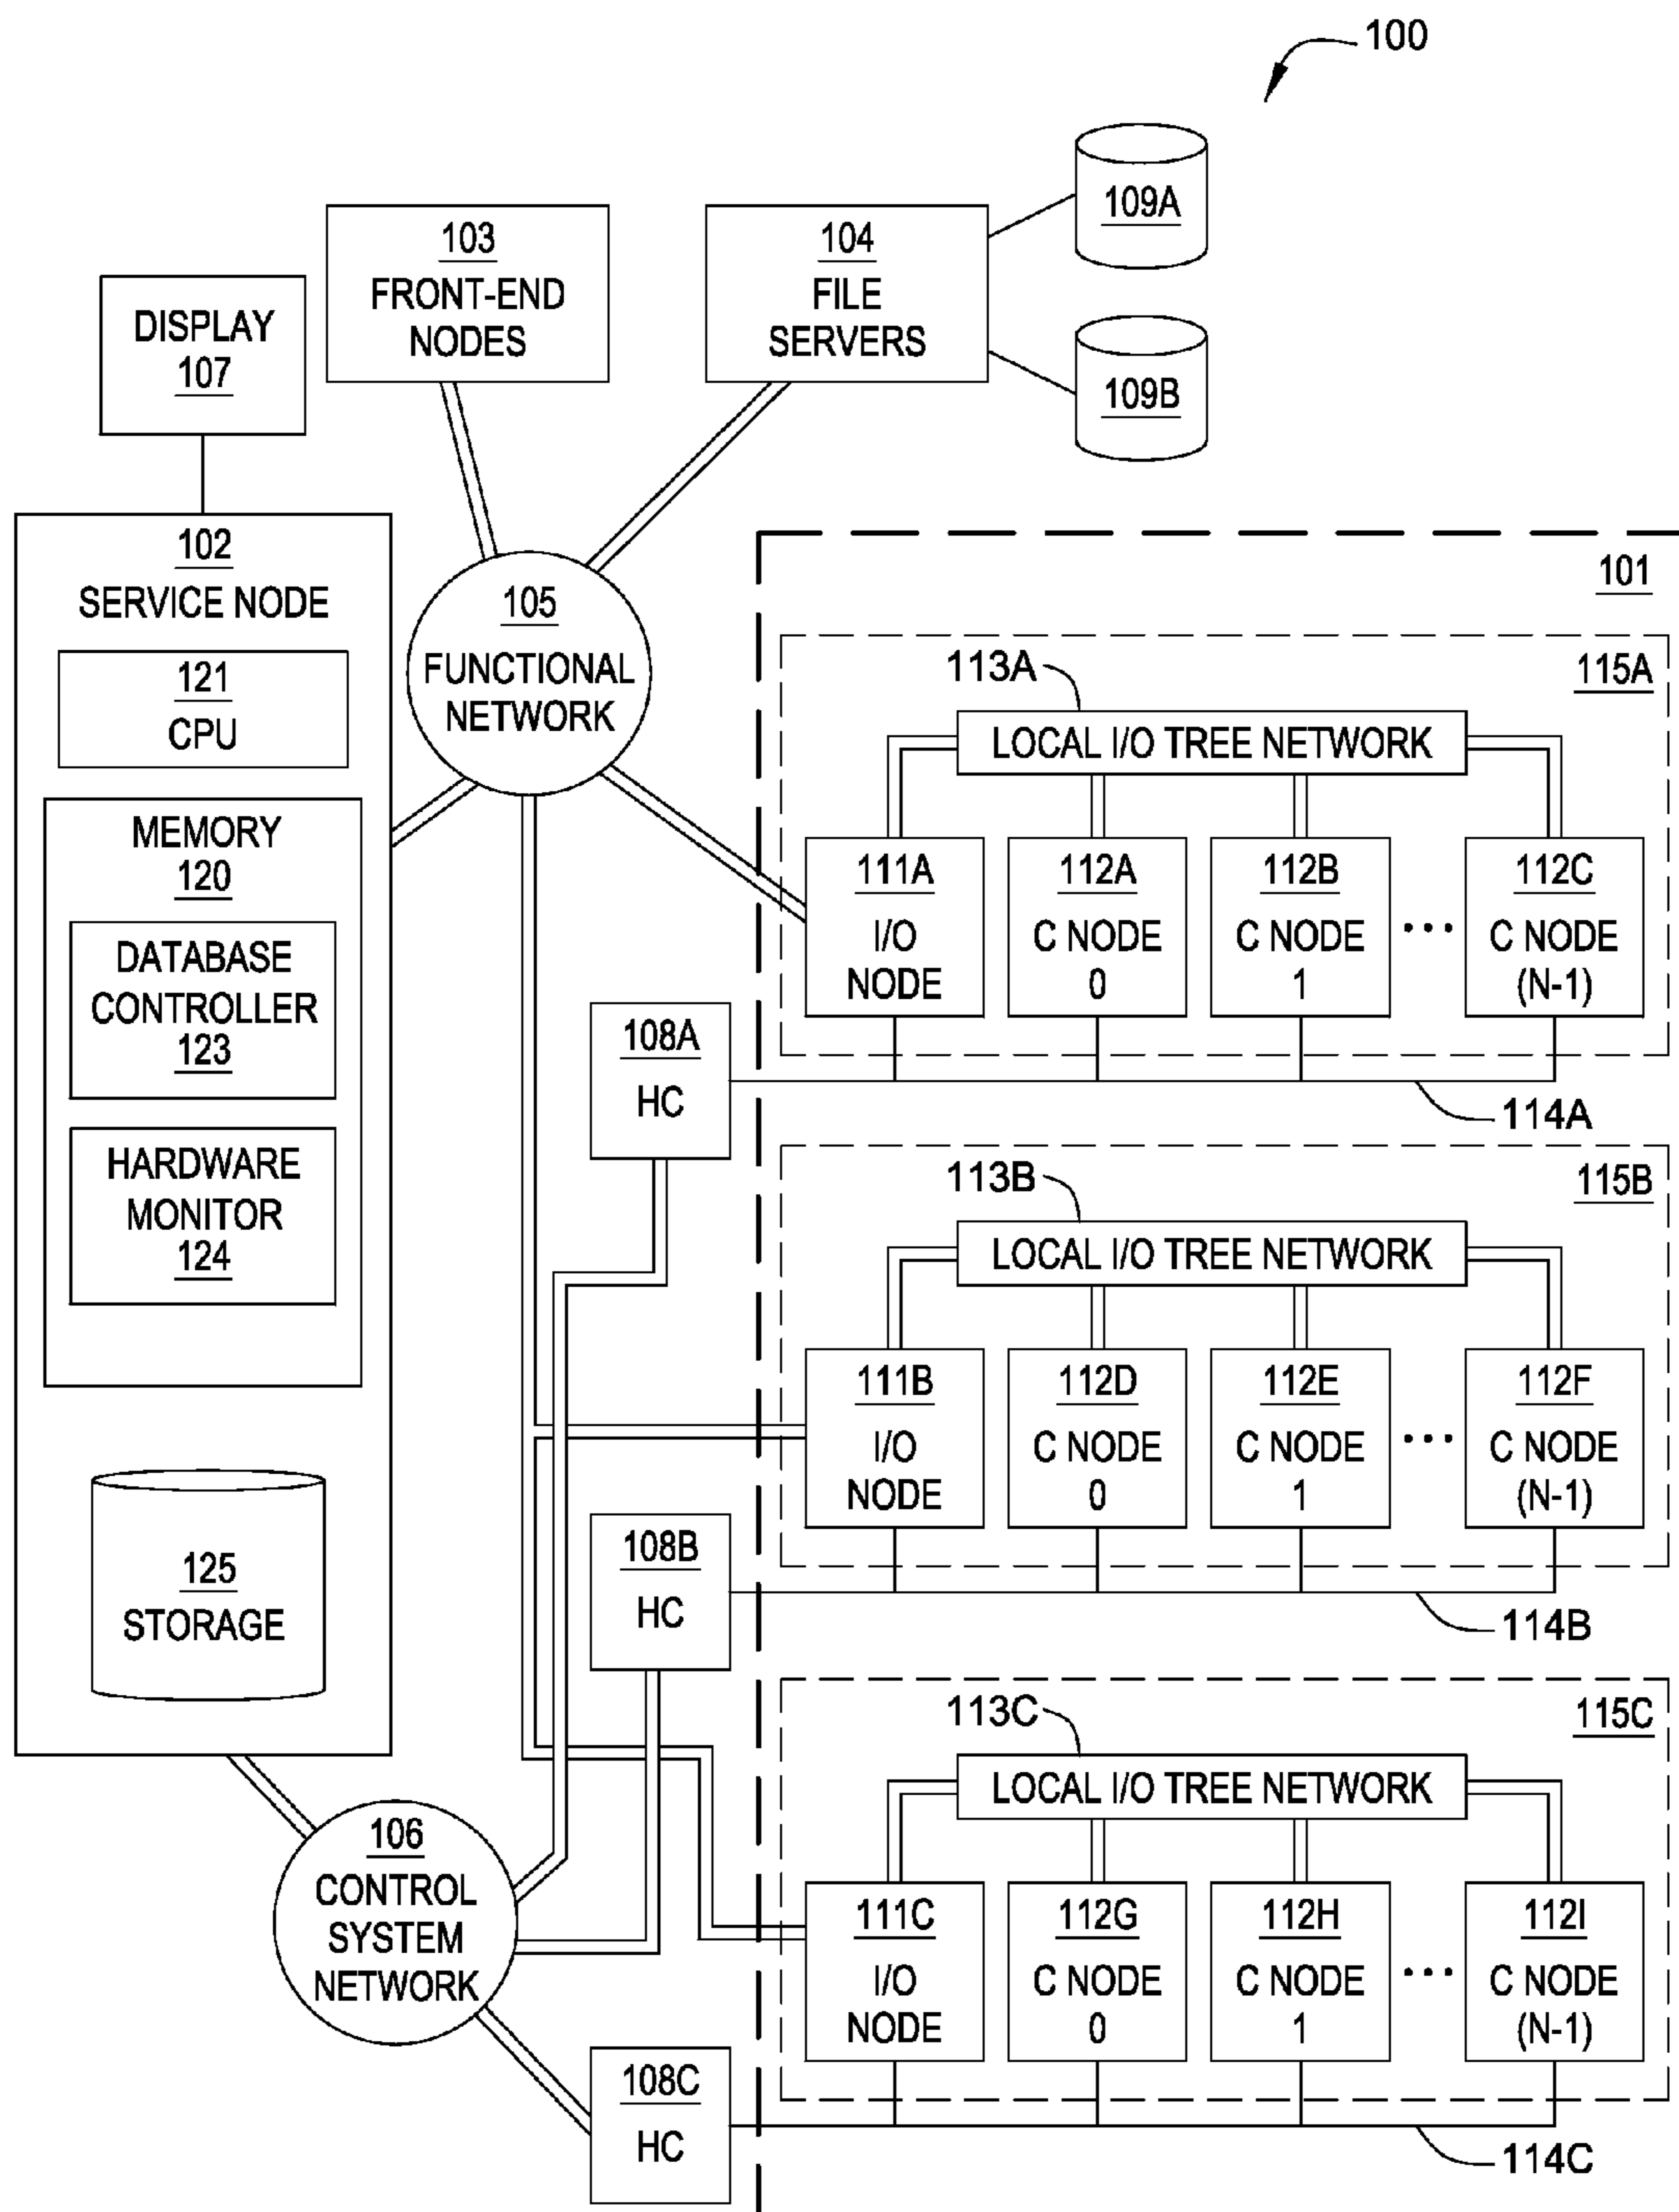 100
109A
103
FRONT-END
NODES
104
FILE
SERVERS
DISPLAY
107
109B
102
SERVICE NODE
105
FUNCTIONAL
NETWORK
101
121
CPU
113A
115A
LOCAL I/O TREE NETWORK
MEMORY
120
111A
I/O
NODE
112A
C NODE
0
112B
C NODE
1
...
112C
C NODE
(N-1)
DATABASE
CONTROLLER
123
108A
HC
114A
HARDWARE
MONITOR
124
113B
115B
LOCAL I/O TREE NETWORK
111B
I/O
NODE
112D
C NODE
0
112E
C NODE
1
...
112F
C NODE
(N-1)
125
STORAGE
108B
HC
114B
113C
115C
LOCAL I/O TREE NETWORK
106
CONTROL
SYSTEM
NETWORK
111C
I/O
NODE
112G
C NODE
0
112H
C NODE
1
...
112I
C NODE
(N-1)
108C
HC
114C